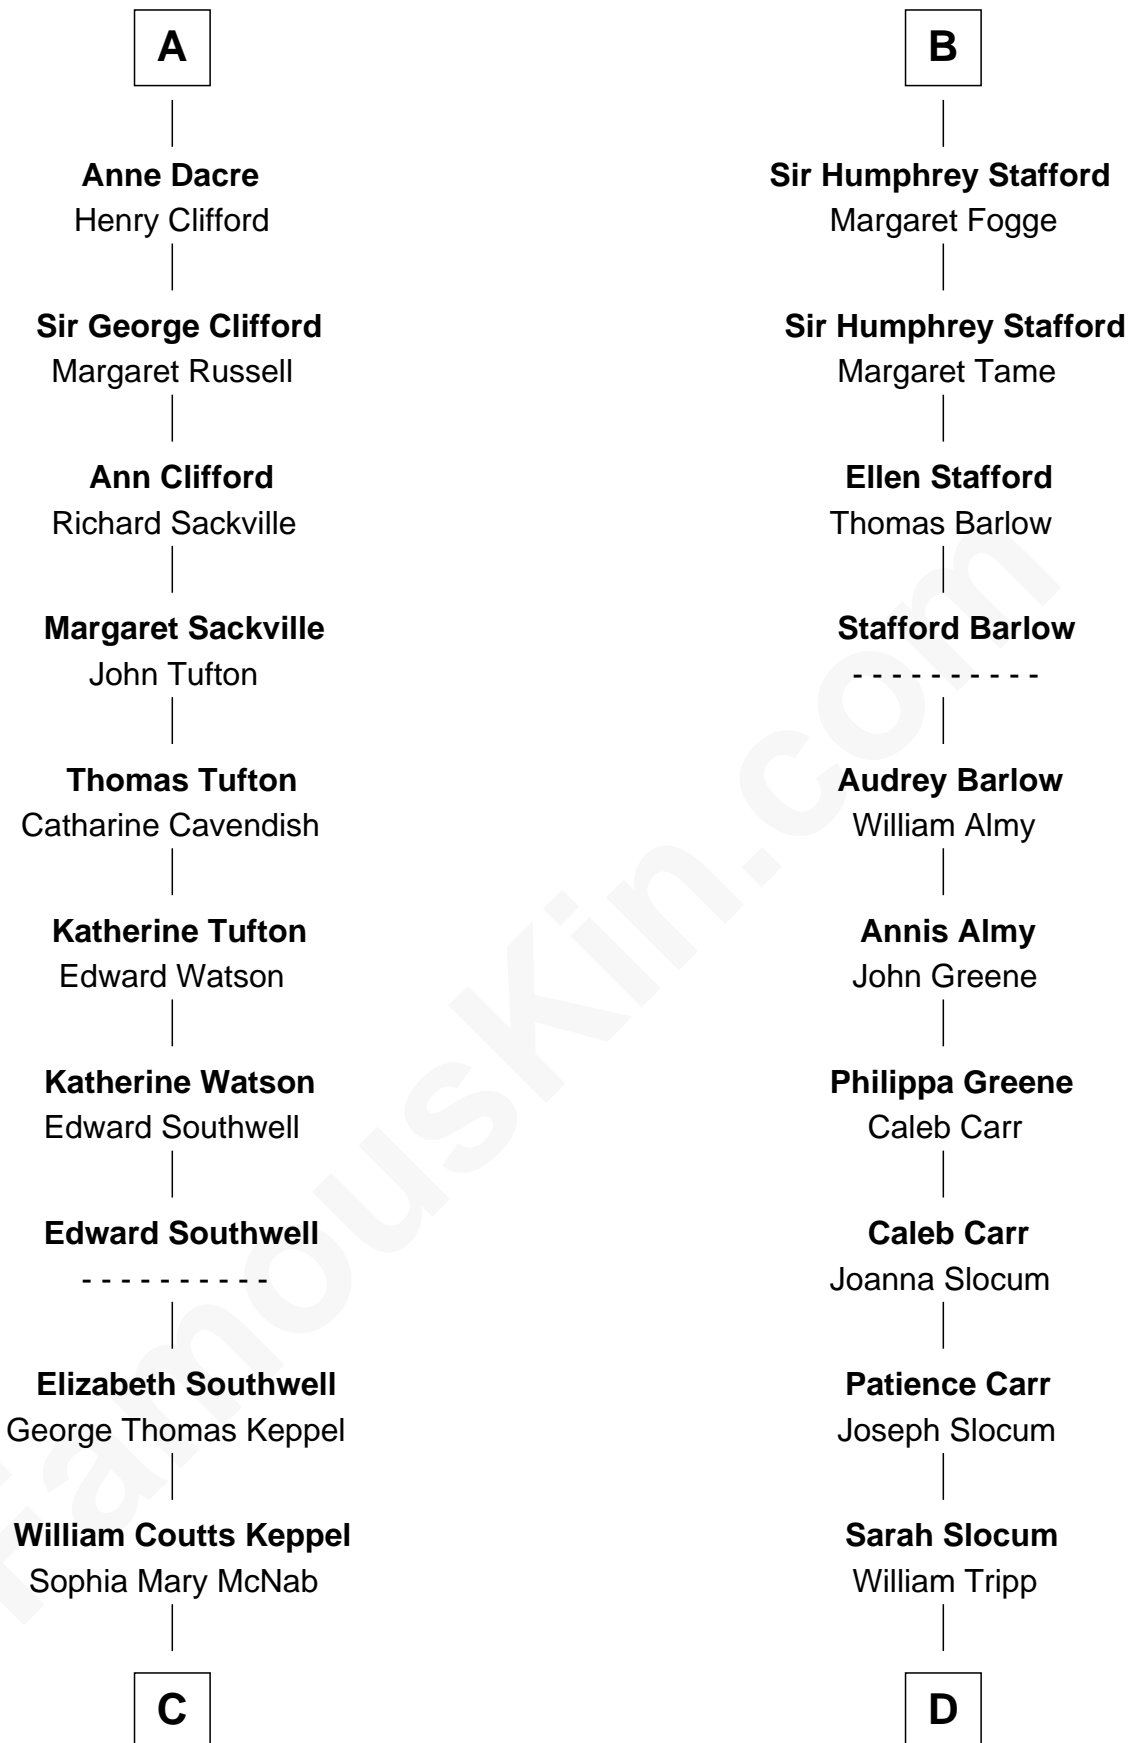 A
Anne Dacre
Henry Clifford
Sir George Clifford
Margaret Russell
Ann Clifford
Richard Sackville
Margaret Sackville
John Tufton
Thomas Tufton
Catharine Cavendish
Katherine Tufton
Edward Watson
Katherine Watson
Edward Southwell
Edward Southwell
- - - - - - - - - -
Elizabeth Southwell
George Thomas Keppel
William Coutts Keppel
Sophia Mary McNab
C
B
Sir Humphrey Stafford
Margaret Fogge
Sir Humphrey Stafford
Margaret Tame
Ellen Stafford
Thomas Barlow
Stafford Barlow
- - - - - - - - - -
Audrey Barlow
William Almy
Annis Almy
John Greene
Philippa Greene
Caleb Carr
Caleb Carr
Joanna Slocum
Patience Carr
Joseph Slocum
Sarah Slocum
William Tripp
D
FamousKin.com